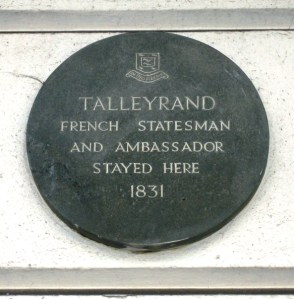 TALLEYRAND
FRENCH STATESMAN
AND AMBASSADOR
STAYED HERE
1831